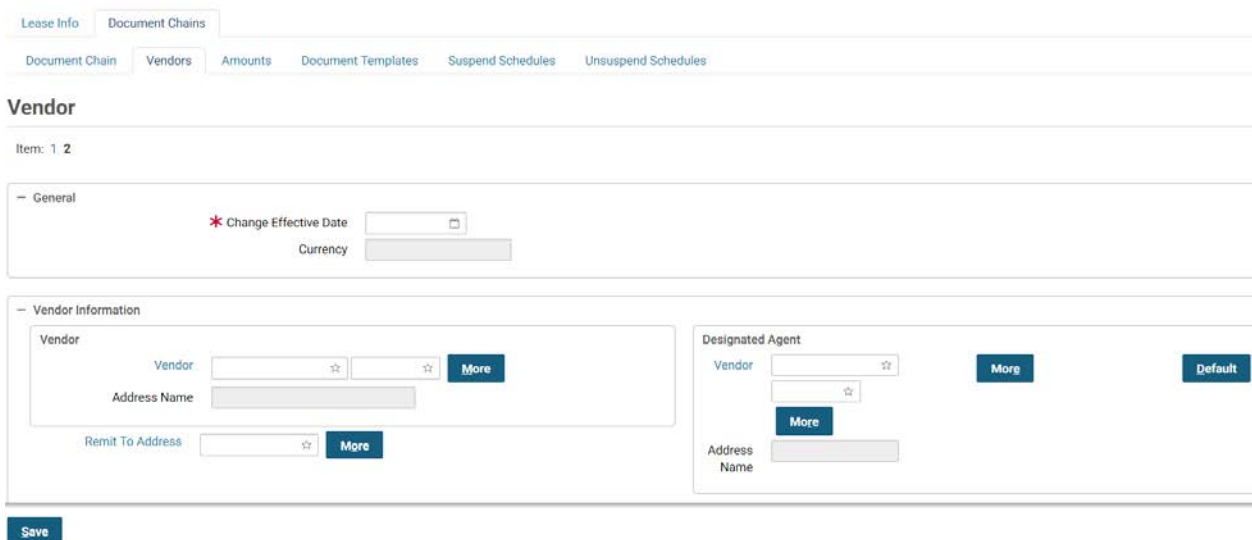 Lease Info Document Chains
Document Chain Vendors Amounts Document Templates Suspend Schedules Unsuspend Schedules
Vendor
Item: 1 2
General
* Change Effective Date
Currency
Vendor Information
Vendor
Vendor More
Address Name
Remit To Address More
Designated Agent
Vendor More Default
More
Address
Name
Save